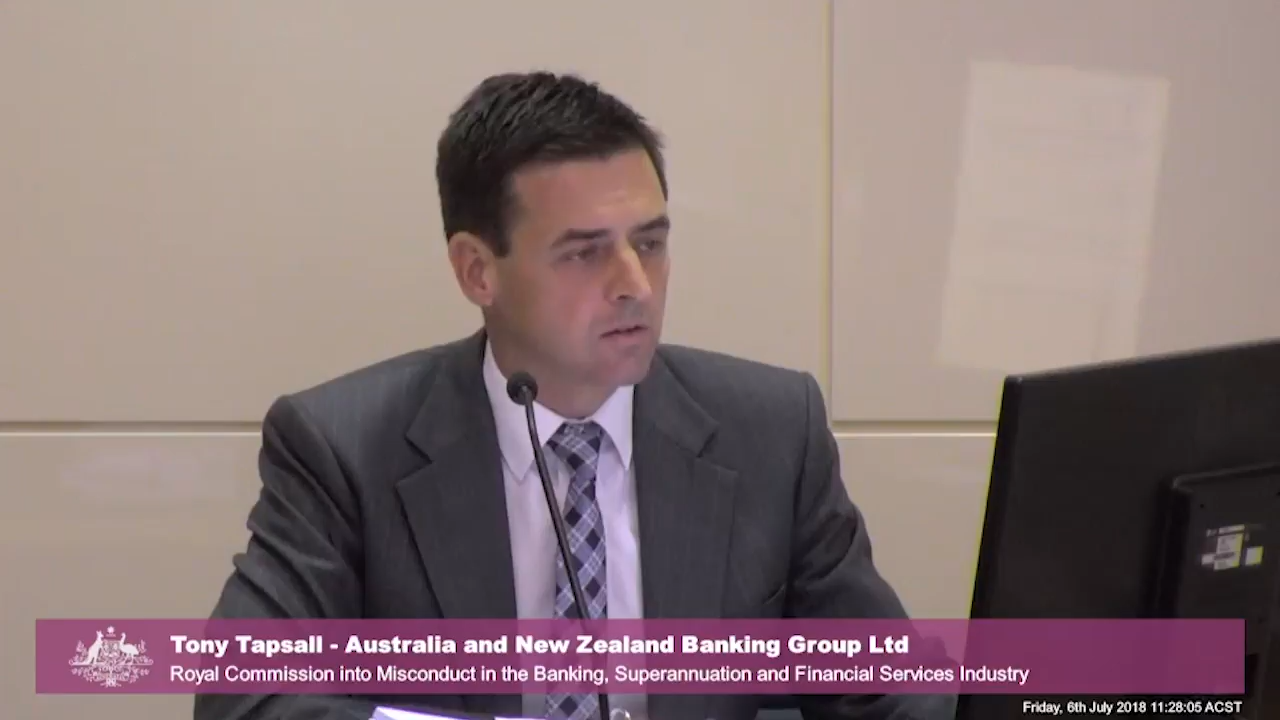 Tony Tapsall - Australia and New Zealand Banking Group Ltd
Royal Commission into Misconduct in the Banking, Superannuation and Financial Services Industry
Friday, 6th July 2018 11:28:05 ACST